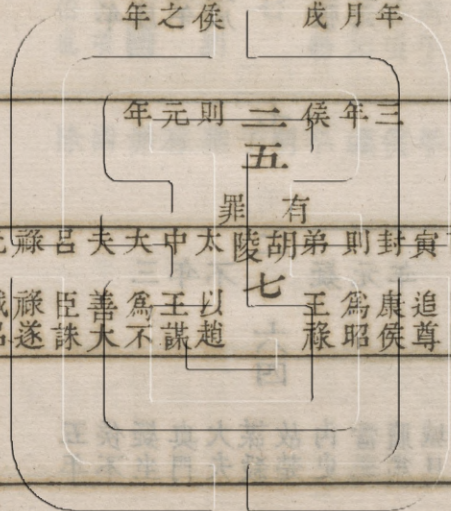 年月戌
侯之年
三年侯
二
則元年
五
有罪
寅封則弟胡陵
太中大夫呂祿
七
追尊康侯爲昭王祿
以趙王謀爲不善大臣誅祿遂